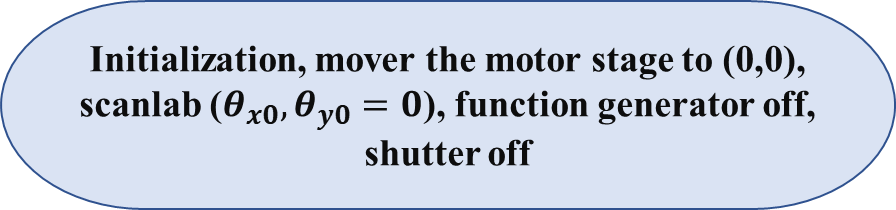 Initialization, mover the motor stage to (0,0),
scanlab (θx0, θy0 = 0), function generator off,
shutter off